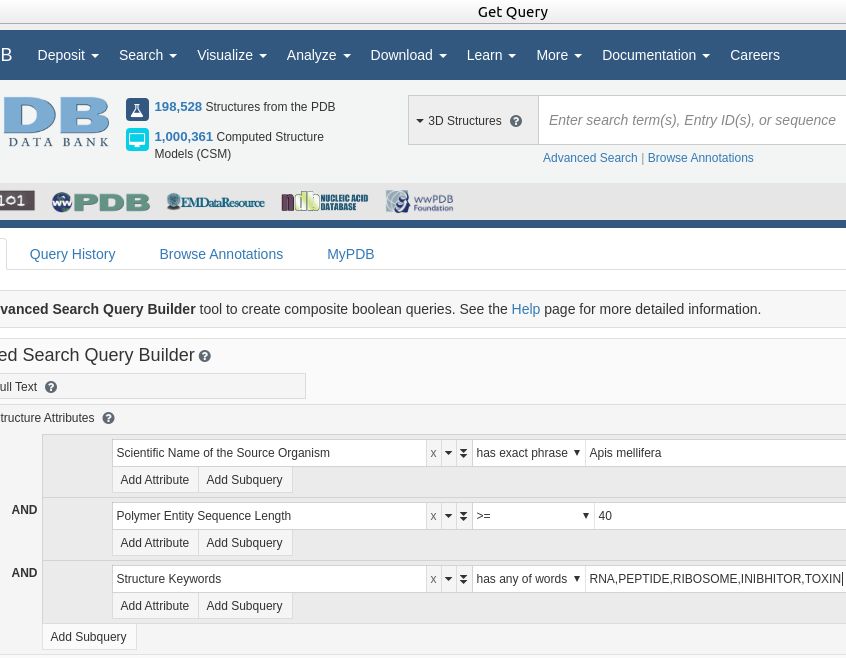 Get Query
B Deposit Search Visualize Analyze Download Learn More Documentation Careers
DB
DATA BANK
198,528 Structures from the PDB
1,000,361 Computed Structure
Models (CSM)
3D Structures ? Enter search term(s), Entry ID(s), or sequence
Advanced Search | Browse Annotations
101 wwPDB EMDataResource NUCLEIC ACID
DATABASE wwPDB
Foundation
Query History Browse Annotations MyPDB
vanced Search Query Builder tool to create composite boolean queries. See the Help page for more detailed information.
ed Search Query Builder ?
ull Text ?
tructure Attributes ?
Scientific Name of the Source Organism x has exact phrase Apis mellifera
Add Attribute Add Subquery
AND
Polymer Entity Sequence Length x >= 40
Add Attribute Add Subquery
AND
Structure Keywords x has any of words RNA,PEPTIDE,RIBOSOME,INIBHITOR,TOXIN
Add Attribute Add Subquery
Add Subquery